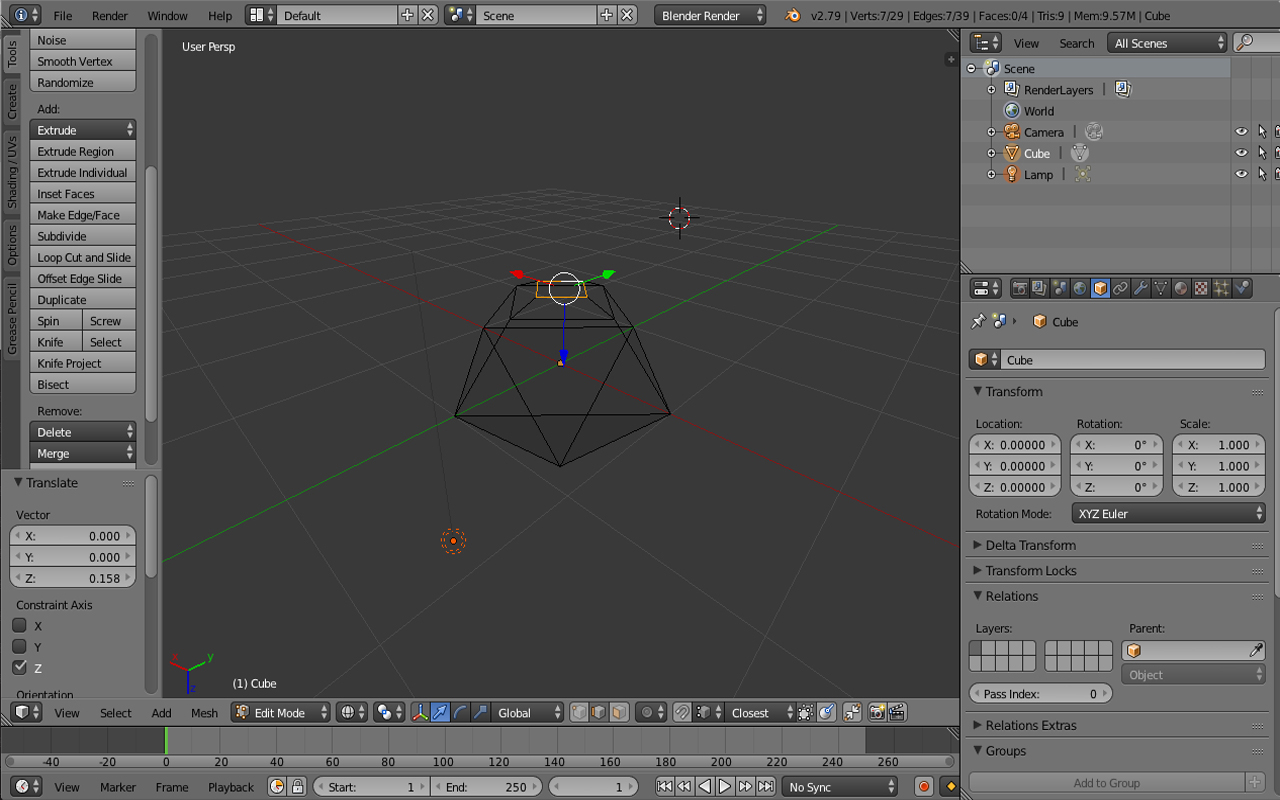 File Render Window Help Default Scene Blender Render v2.79 | Verts:7/29 | Edges:7/39 | Faces:0/4 | Tris:9 | Mem:9.57M | Cube
Tools
Create
Shading / UVs
Options
Grease Pencil
Noise
Smooth Vertex
Randomize
Add:
Extrude
Extrude Region
Extrude Individual
Inset Faces
Make Edge/Face
Subdivide
Loop Cut and Slide
Offset Edge Slide
Duplicate
Spin Screw
Knife Select
Knife Project
Bisect
Remove:
Delete
Merge
Translate
Vector
X: 0.000
Y: 0.000
Z: 0.158
Constraint Axis
X
Y
Z
Orientation
User Persp
x y
z
(1) Cube
View Select Add Mesh Edit Mode Global Closest
-40 -20 0 20 40 60 80 100 120 140 160 180 200 220 240 260
View Marker Frame Playback Start: 1 End: 250 1 No Sync
View Search All Scenes
Scene
RenderLayers
World
Camera
Cube
Lamp
Cube
Cube
Transform
Location: Rotation: Scale:
X: 0.00000 X: 0° X: 1.000
Y: 0.00000 Y: 0° Y: 1.000
Z: 0.00000 Z: 0° Z: 1.000
Rotation Mode: XYZ Euler
Delta Transform
Transform Locks
Relations
Layers: Parent:
Object
Pass Index: 0
Relations Extras
Groups
Add to Group